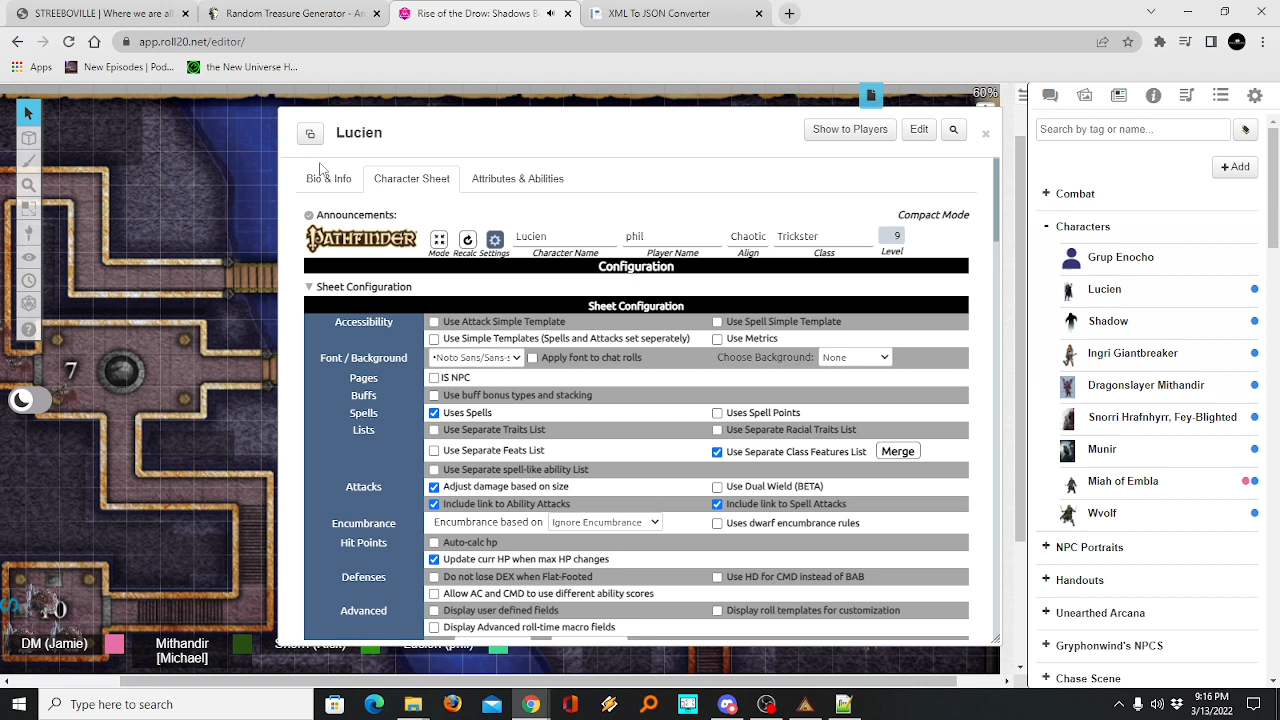 Rise of the Demons B
XML To JSON Converter
app.roll20.net/editor/
Apps
New Episodes | Pod...
the New Universe H...
60%
Lucien
Show to Players
Edit
Bio & Info
Character Sheet
Attributes & Abilities
Search by tag or name...
+ Add
Announcements:
Compact Mode
PATHFINDER
Mode
Recalc
Settings
Lucien
Character Name
phil
Player Name
Chaotic
Align
Trickster
Class
9
Level
Configuration
Sheet Configuration
Sheet Configuration
Accessibility
Use Attack Simple Template
Use Spell Simple Template
Use Simple Templates (Spells and Attacks set seperately)
Use Metrics
Font / Background
•Noto Sans/Sans-s
Apply font to chat rolls
Choose Background:
None
Pages
IS NPC
Buffs
Use buff bonus types and stacking
Spells
Uses Spells
Uses Spell Points
Lists
Use Separate Traits List
Use Separate Racial Traits List
Use Separate Feats List
Use Separate Class Features List
Merge
Use Separate spell-like ability List
Attacks
Adjust damage based on size
Use Dual Wield (BETA)
Include link to Ability Attacks
Include link to Spell Attacks
Encumbrance
Encumbrance based on
Ignore Encumbrance
Uses dwarf encumbrance rules
Hit Points
Auto-calc hp
Update curr HP when max HP changes
Defenses
Do not lose DEX when Flat-Footed
Use HD for CMD instead of BAB
Allow AC and CMD to use different ability scores
Advanced
Display user defined fields
Display roll templates for customization
Display Advanced roll-time macro fields
Combat
Characters
Grup Enocho
Lucien
Shadow
Ingri Giantbreaker
Dragonslayer Mithandir
Snorri Hrafnhyrr, Fey-Blighted
Munir
Miah of Embla
Wvolf
NPC Portraits
Handouts
Unearthed Arcana
Gryphonwind's NPCS
Chase Scene
7
10
DM (Jamie)
Mithandir
[Michael]
Type here to search
9:16 PM
3/13/2022